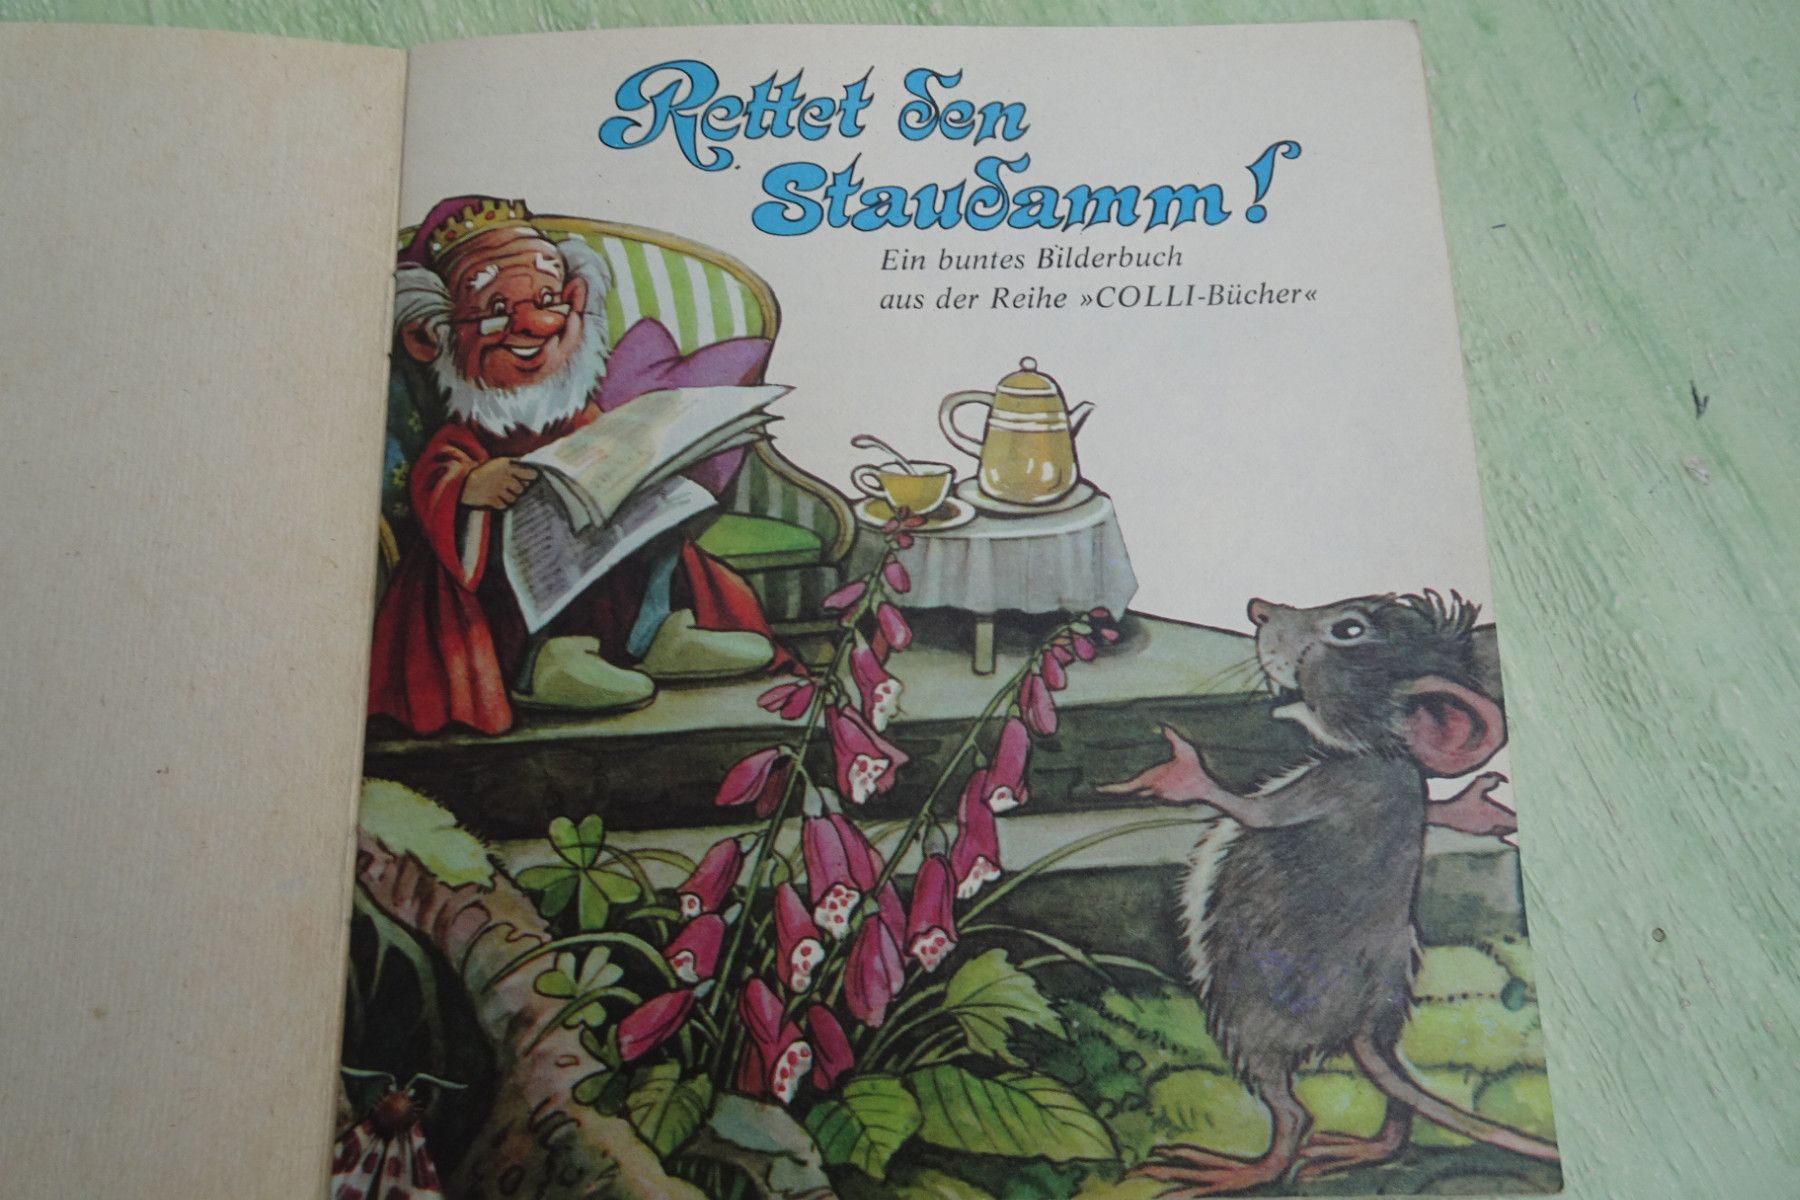 Rettet den
Staudamm!
Ein buntes Bilderbuch
aus der Reihe »COLLI-Bücher«